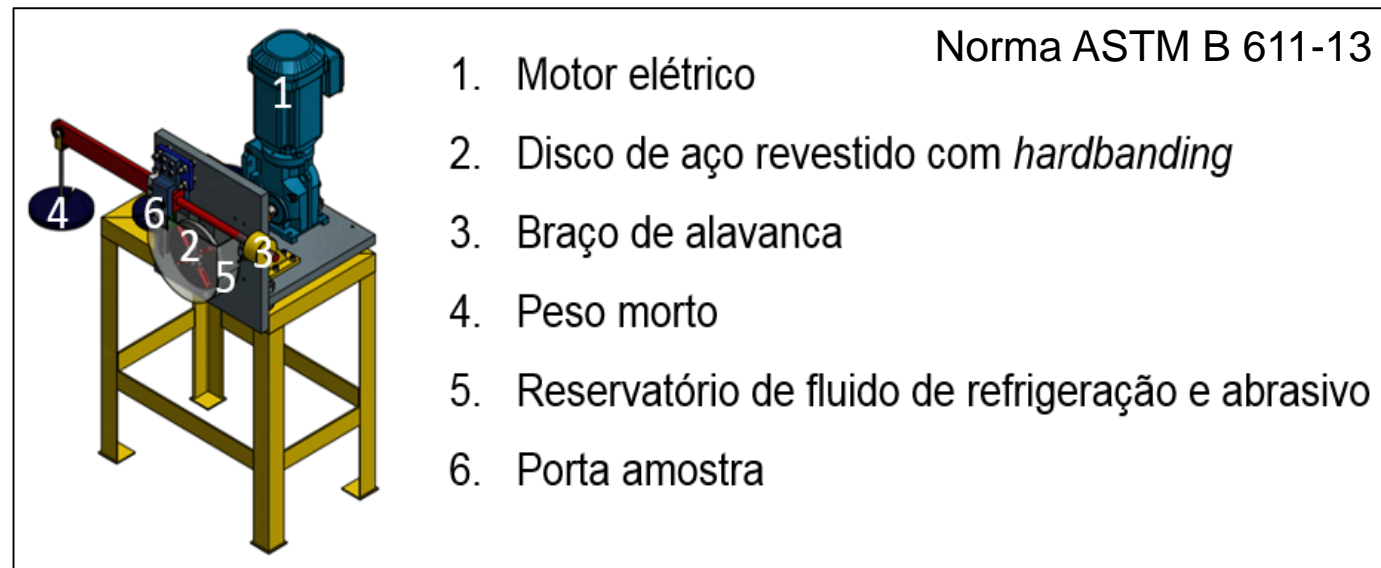 Norma ASTM B 611-13
1. Motor elétrico
2. Disco de aço revestido com hardbanding
3. Braço de alavanca
4. Peso morto
5. Reservatório de fluido de refrigeração e abrasivo
6. Porta amostra
1
4
6
2
3
5